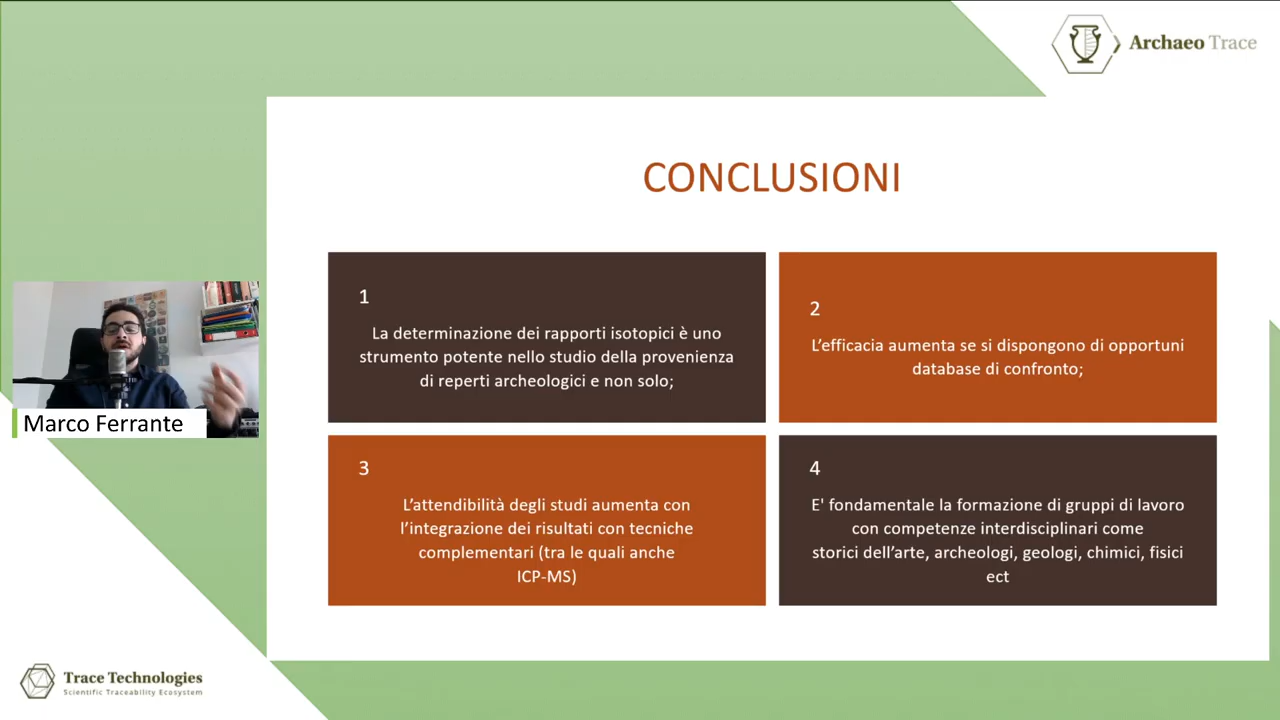 Archaeo Trace
CONCLUSIONI
1
La determinazione dei rapporti isotopici è uno
strumento potente nello studio della provenienza
di reperti archeologici e non solo;
2
L'efficacia aumenta se si dispongono di opportuni
database di confronto;
3
L'attendibilità degli studi aumenta con
l'integrazione dei risultati con tecniche
complementari (tra le quali anche
ICP-MS)
4
E' fondamentale la formazione di gruppi di lavoro
con competenze interdisciplinari come
storici dell'arte, archeologi, geologi, chimici, fisici
ect
Marco Ferrante
Trace Technologies
Scientific Traceability Ecosystem